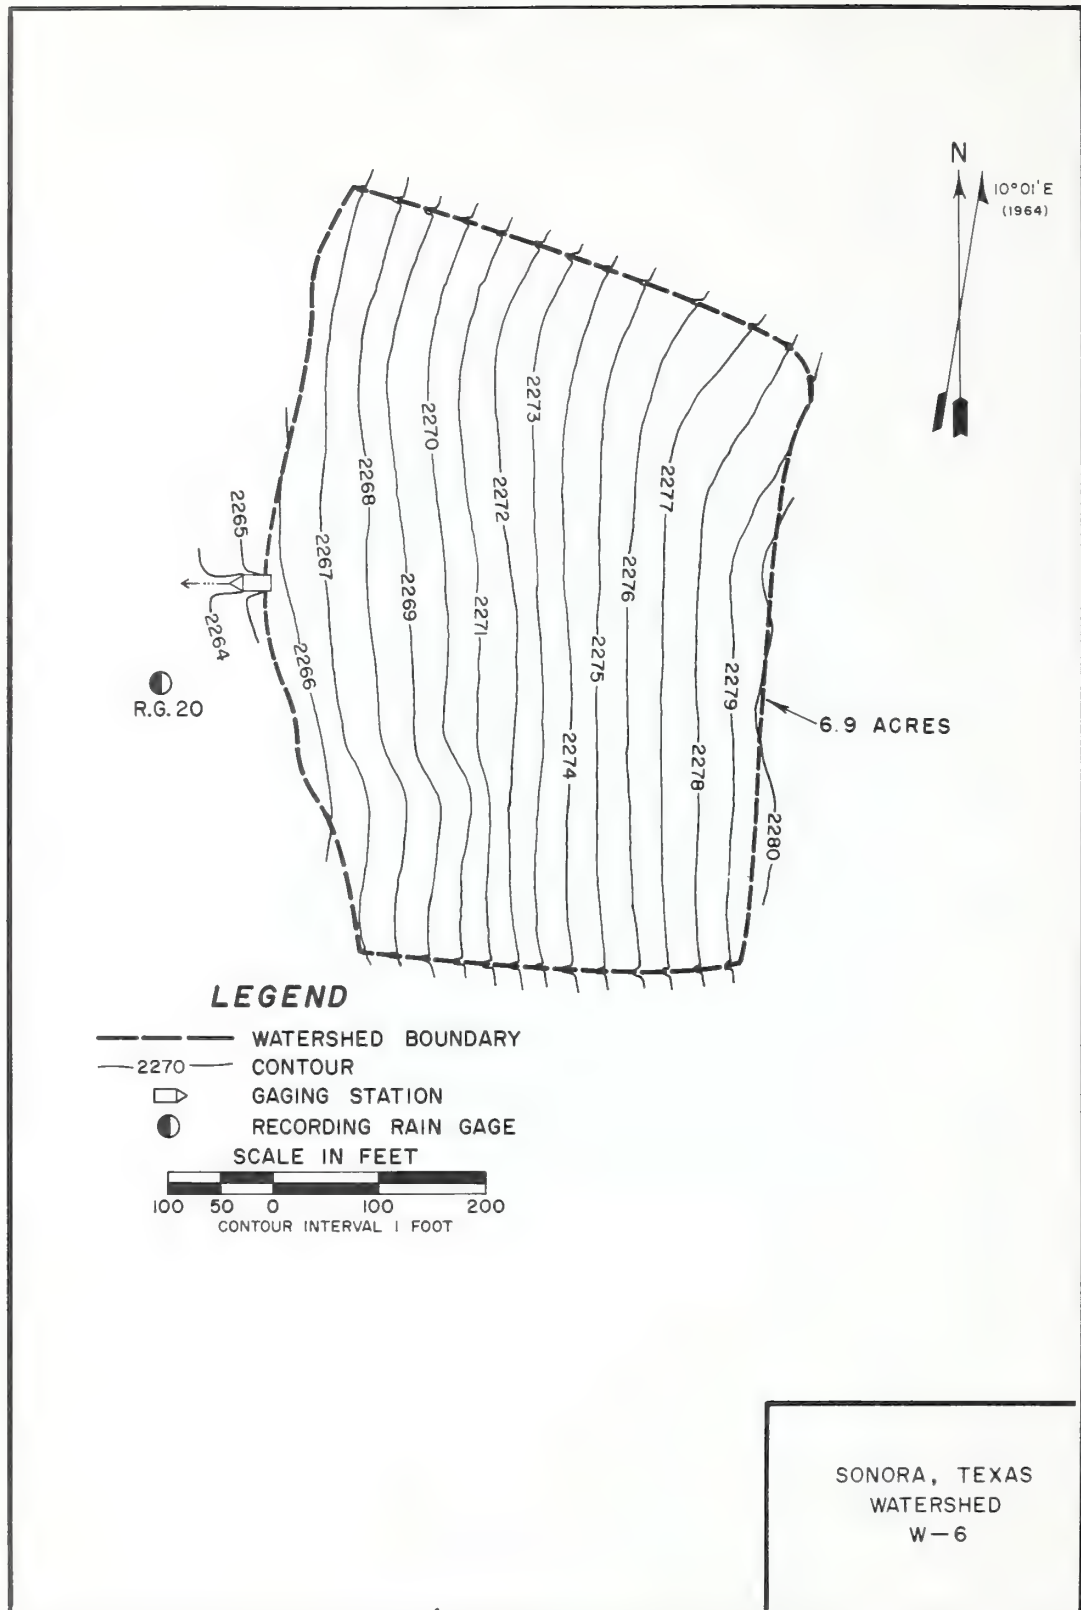 N
10°01'E
(1964)
2273
2270
2268
2277
2272
2265
2267
2276
2269
2271
2264
2266
2275
2279
R.G. 20
6.9 ACRES
2274
2278
2280
LEGEND
WATERSHED BOUNDARY
2270 CONTOUR
GAGING STATION
RECORDING RAIN GAGE
SCALE IN FEET
100 50 0 100 200
CONTOUR INTERVAL 1 FOOT
SONORA, TEXAS
WATERSHED
W-6